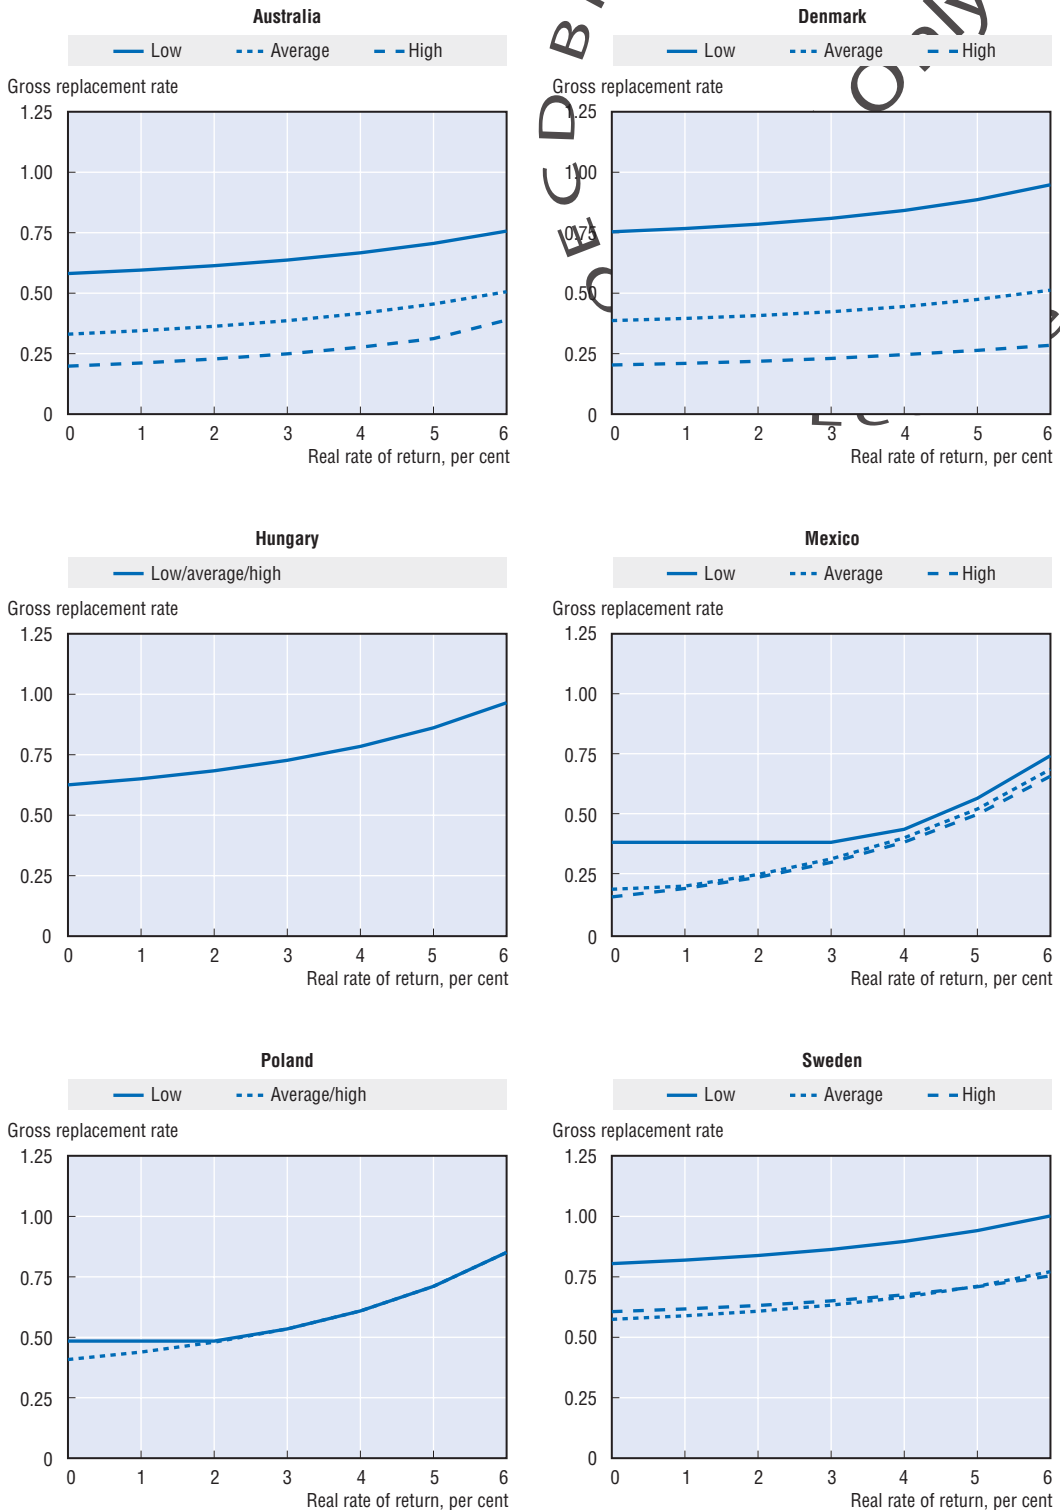 Australia
Low Average High
Gross replacement rate
1.25
1.00
0.75
0.50
0.25
0
0 1 2 3 4 5 6
Real rate of return, per cent
Denmark
Low Average High
Gross replacement rate
1.25
1.00
0.75
0.50
0.25
0
0 1 2 3 4 5 6
Real rate of return, per cent
Hungary
Low/average/high
Gross replacement rate
1.25
1.00
0.75
0.50
0.25
0
0 1 2 3 4 5 6
Real rate of return, per cent
Mexico
Low Average High
Gross replacement rate
1.25
1.00
0.75
0.50
0.25
0
0 1 2 3 4 5 6
Real rate of return, per cent
Poland
Low Average/high
Gross replacement rate
1.25
1.00
0.75
0.50
0.25
0
0 1 2 3 4 5 6
Real rate of return, per cent
Sweden
Low Average High
Gross replacement rate
1.25
1.00
0.75
0.50
0.25
0
0 1 2 3 4 5 6
Real rate of return, per cent
OECD
Only